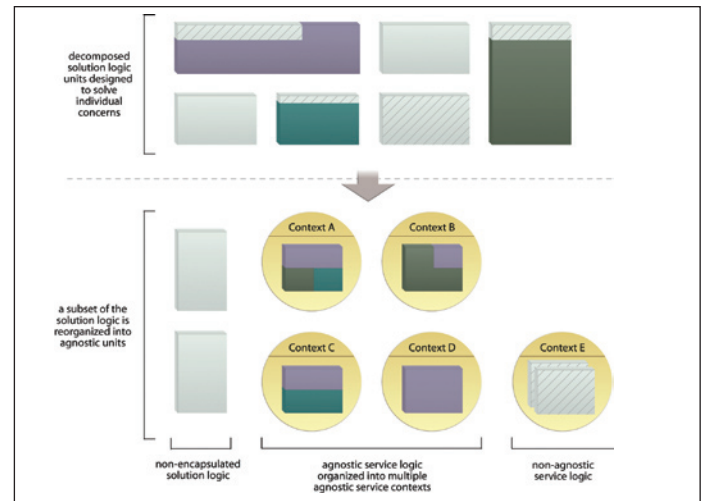 decomposed
solution logic
units designed
to solve
individual
concerns
Context A
Context B
a subset of the
solution logic is
reorganized into
agnostic units
Context C
Context D
Context E
non-encapsulated
solution logic
agnostic service logic
organized into multiple
agnostic service contexts
non-agnostic
service logic